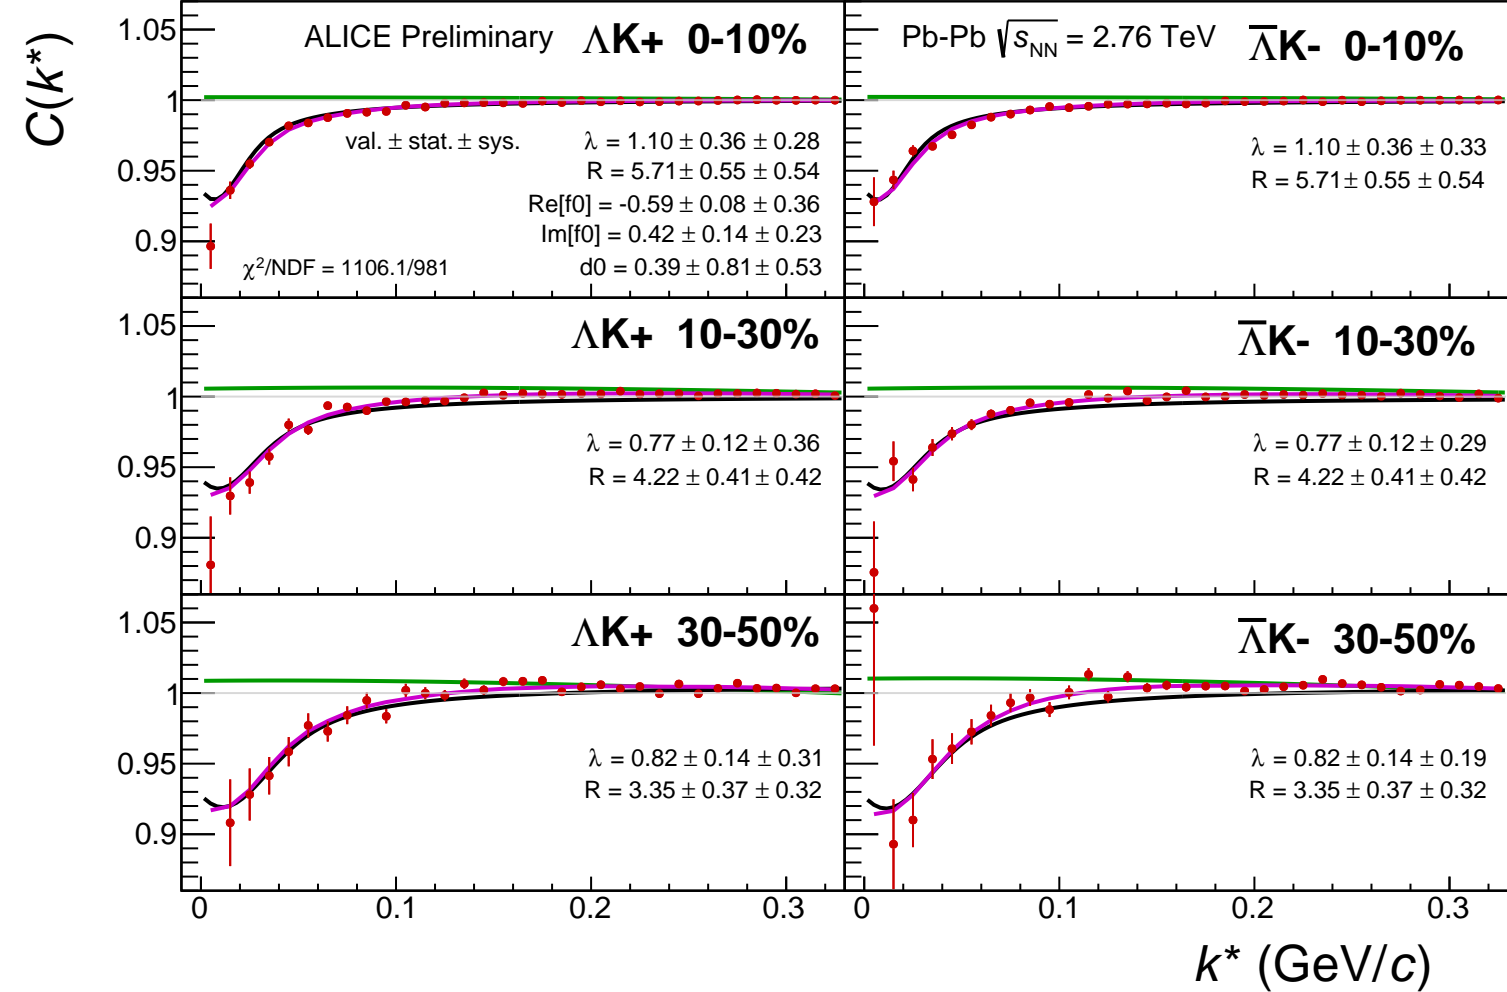 C(k*)
1.05
1
0.95
0.9
ALICE Preliminary ΛK+ 0-10%
val. ± stat. ± sys.
λ = 1.10 ± 0.36 ± 0.28
R = 5.71± 0.55 ± 0.54
Re[f0] = -0.59 ± 0.08 ± 0.36
Im[f0] = 0.42 ± 0.14 ± 0.23
d0 = 0.39 ± 0.81 ± 0.53
χ²/NDF = 1106.1/981
Pb-Pb √s_NN = 2.76 TeV Λ̅K- 0-10%
λ = 1.10 ± 0.36 ± 0.33
R = 5.71± 0.55 ± 0.54
1.05
1
0.95
0.9
ΛK+ 10-30%
λ = 0.77 ± 0.12 ± 0.36
R = 4.22 ± 0.41 ± 0.42
Λ̅K- 10-30%
λ = 0.77 ± 0.12 ± 0.29
R = 4.22 ± 0.41 ± 0.42
1.05
1
0.95
0.9
ΛK+ 30-50%
λ = 0.82 ± 0.14 ± 0.31
R = 3.35 ± 0.37 ± 0.32
Λ̅K- 30-50%
λ = 0.82 ± 0.14 ± 0.19
R = 3.35 ± 0.37 ± 0.32
0 0.1 0.2 0.3 0 0.1 0.2 0.3
k* (GeV/c)